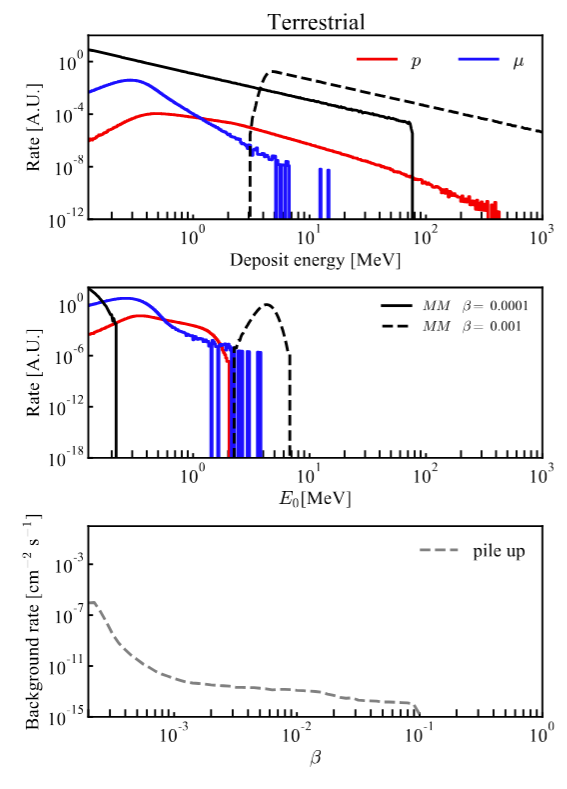 Terrestrial
p μ
10^0
10^-4
10^-8
10^-12
Rate [A.U.]
10^0 10^1 10^2 10^3
Deposit energy [MeV]
MM β = 0.0001
MM β = 0.001
10^0
10^-6
10^-12
10^-18
Rate [A.U.]
10^0 10^1 10^2 10^3
E_0[MeV]
pile up
10^-3
10^-7
10^-11
10^-15
Background rate [cm^-2 s^-1]
10^-3 10^-2 10^-1 10^0
β